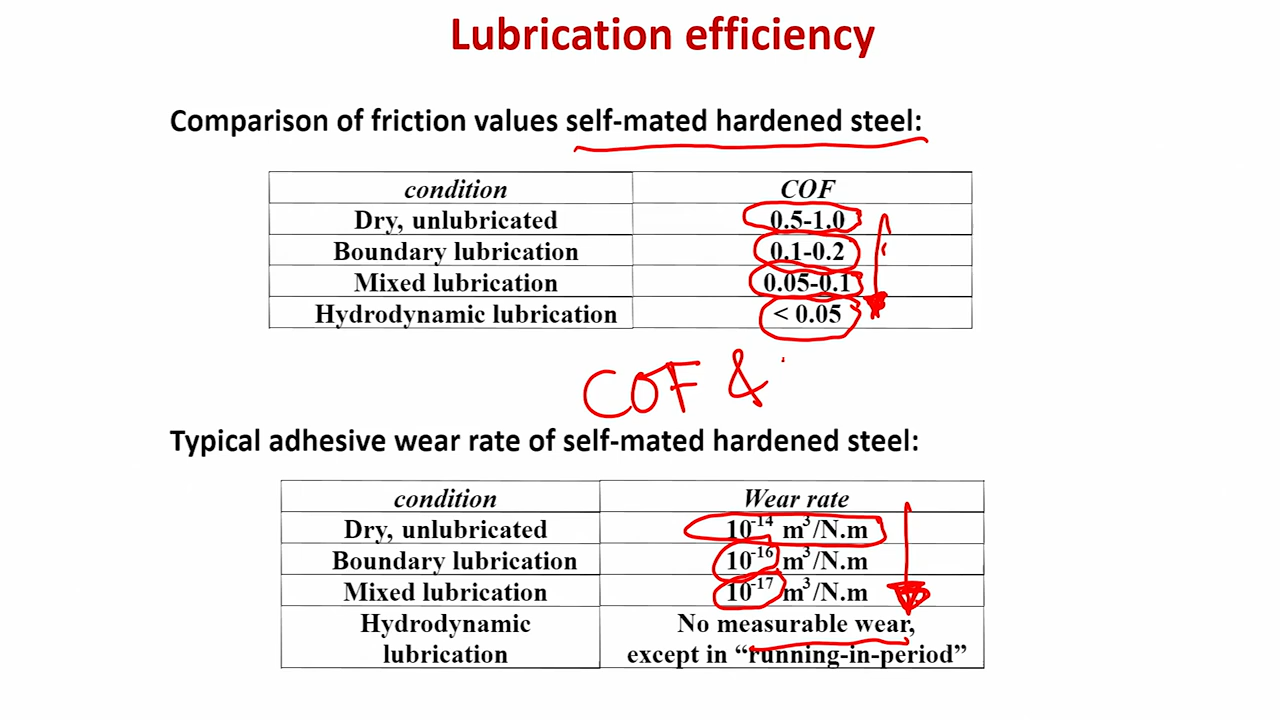 Lubrication efficiency
Comparison of friction values self-mated hardened steel:
condition COF
Dry, unlubricated 0.5-1.0
Boundary lubrication 0.1-0.2
Mixed lubrication 0.05-0.1
Hydrodynamic lubrication < 0.05
COF &
Typical adhesive wear rate of self-mated hardened steel:
condition Wear rate
Dry, unlubricated 10⁻¹⁴ m³/N.m
Boundary lubrication 10⁻¹⁶ m³/N.m
Mixed lubrication 10⁻¹⁷ m³/N.m
Hydrodynamic No measurable wear,
lubrication except in “running-in-period”